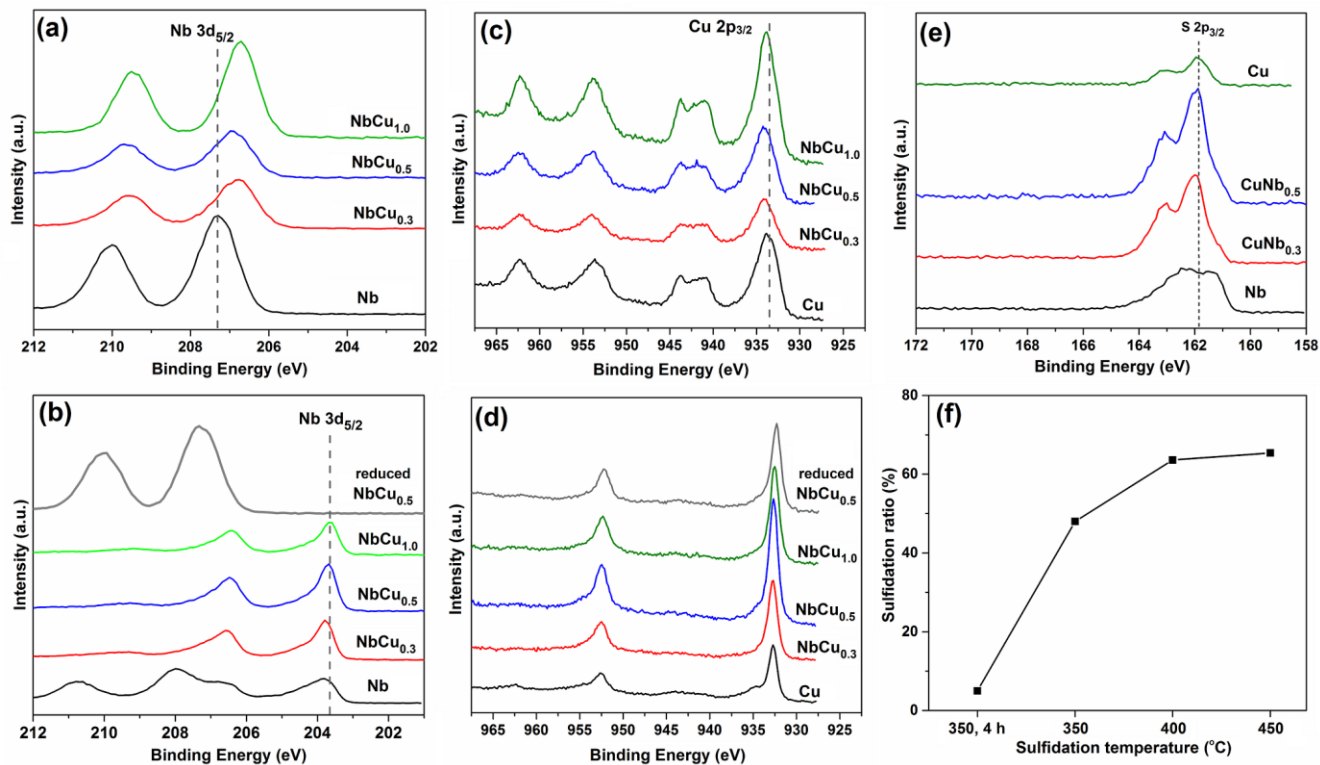 (a)
Nb 3d5/2
NbCu1.0
NbCu0.5
NbCu0.3
Nb
Intensity (a.u.)
212 210 208 206 204 202
Binding Energy (eV)
(c)
Cu 2p3/2
NbCu1.0
NbCu0.5
NbCu0.3
Cu
Intensity (a.u.)
965 960 955 950 945 940 935 930 925
Binding Energy (eV)
(e)
S 2p3/2
Cu
CuNb0.5
CuNb0.3
Nb
Intensity (a.u.)
172 170 168 166 164 162 160 158
Binding Energy (eV)
(b)
Nb 3d5/2
reduced
NbCu0.5
NbCu1.0
NbCu0.5
NbCu0.3
Nb
Intensity (a.u.)
212 210 208 206 204 202
Binding Energy (eV)
(d)
reduced
NbCu0.5
NbCu1.0
NbCu0.5
NbCu0.3
Cu
Intensity (a.u.)
965 960 955 950 945 940 935 930 925
Binding Energy (eV)
(f)
80
60
40
20
0
Sulfidation ratio (%)
350, 4 h 350 400 450
Sulfidation temperature (°C)